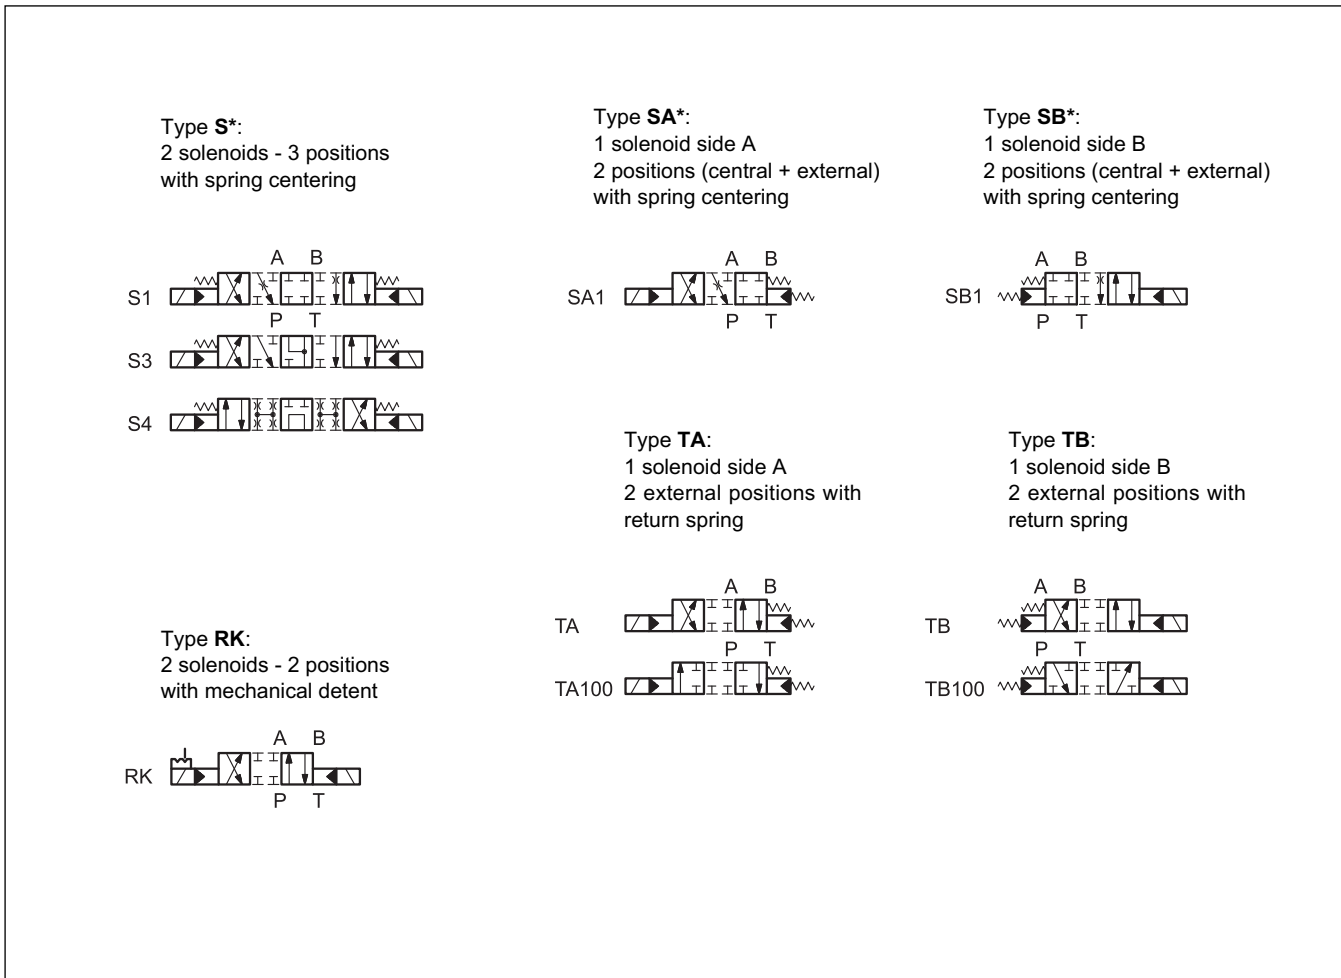 Type S*:
2 solenoids - 3 positions
with spring centering
A B
S1
P T
S3
S4
Type SA*:
1 solenoid side A
2 positions (central + external)
with spring centering
A B
SA1
P T
Type SB*:
1 solenoid side B
2 positions (central + external)
with spring centering
A B
SB1
P T
Type TA:
1 solenoid side A
2 external positions with
return spring
A B
TA
P T
TA100
Type TB:
1 solenoid side B
2 external positions with
return spring
A B
TB
P T
TB100
Type RK:
2 solenoids - 2 positions
with mechanical detent
A B
RK
P T